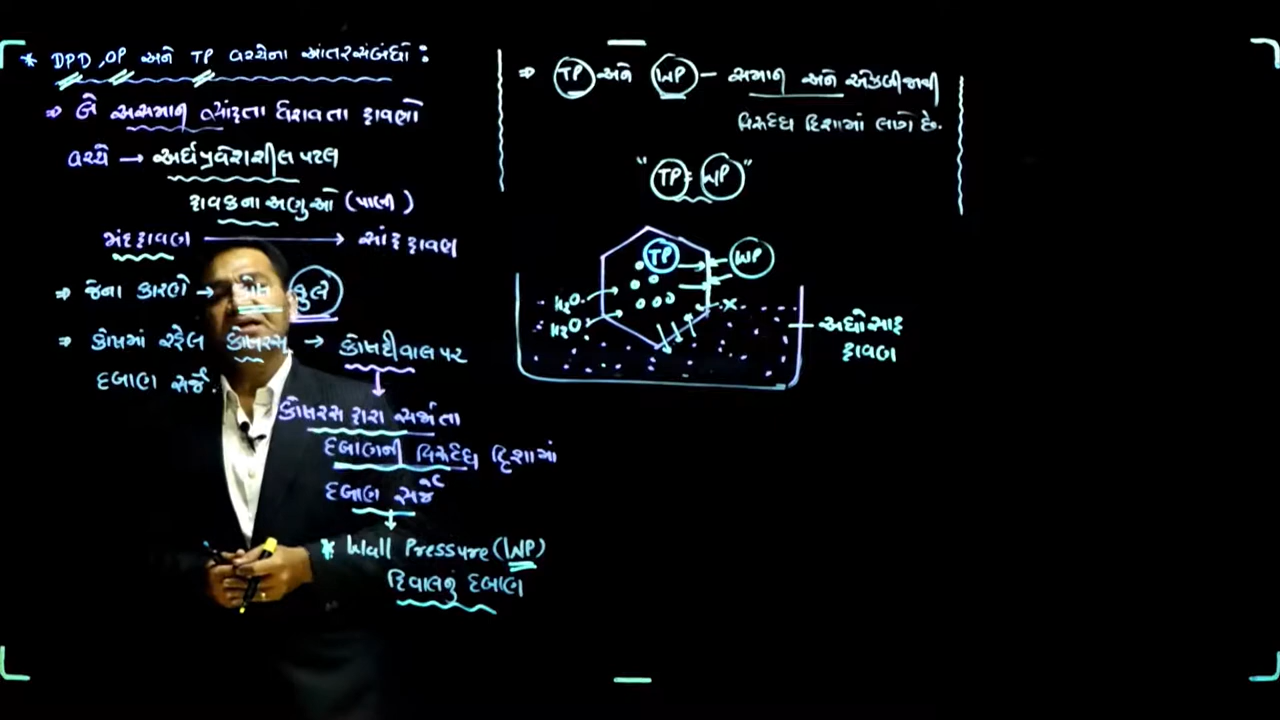 * DPD, OP અને TP વચ્ચેના આંતરસંબંધો :
⇒ બે અસમાન સાંદ્રતા ધરાવતા દ્રાવણો
વચ્ચે → અર્ધપ્રવેશશીલ પટલ
દ્રાવકના અણુઓ (પાણી)
મંદ દ્રાવણ → સાંદ્ર દ્રાવણ
⇒ જેના કારણે → કોષ ફુલે
⇒ કોષમાં રહેલ કોષરસ → કોષદીવાલ પર
દબાણ સર્જે.
કોષરસ દ્વારા સર્જાતા
દબાણની વિરુદ્ધ દિશામાં
દબાણ સર્જે
* Wall Pressure (WP)
દિવાલનું દબાણ
⇒ TP અને WP – સમાન અને એકબીજાથી
વિરુદ્ધ દિશામાં લાગે છે.
"TP = WP"
TP WP
H₂O
H₂O
x
અધોસાંદ્ર
દ્રાવણ